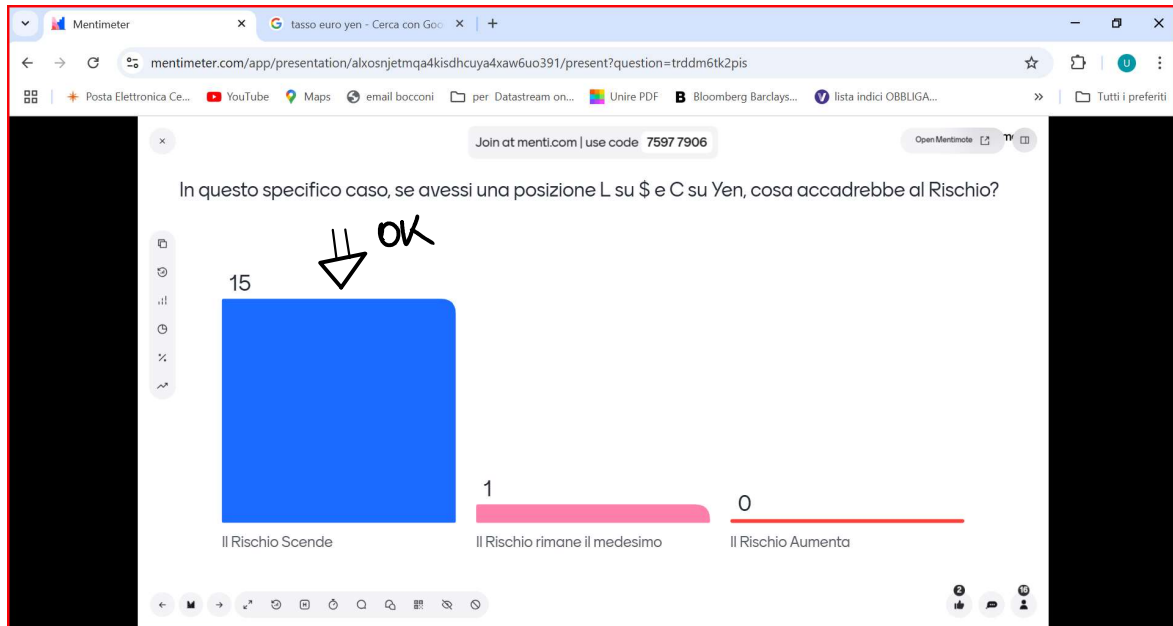 Mentimeter
tasso euro yen - Cerca con Goo
mentimeter.com/app/presentation/alxosnjetmqa4kisdhcuya4xaw6uo391/present?question=trddm6tk2pis
U
Posta Elettronica Ce... YouTube Maps email bocconi per Datastream on... Unire PDF B Bloomberg Barclays... lista indici OBBLIGA... » Tutti i preferiti
Join at menti.com | use code 7597 7906
Open Mentimote
In questo specifico caso, se avessi una posizione L su $ e C su Yen, cosa accadrebbe al Rischio?
OK
15
1
0
Il Rischio Scende
Il Rischio rimane il medesimo
Il Rischio Aumenta
2
16